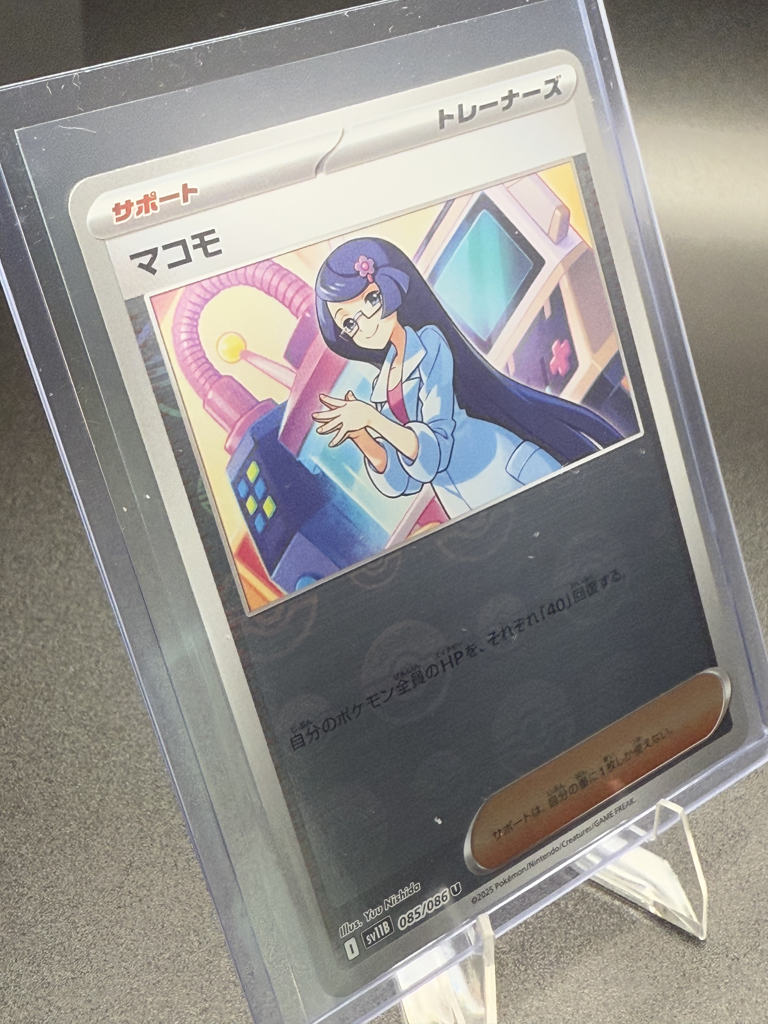 トレーナーズ
サポート
マコモ
自分のポケモン全員のHPを、それぞれ「40」回復する。
サポートは、自分の番に1枚しか使えない。
Illus. Yuu Nishida
I sv11B 085/086 U
©2025 Pokémon/Nintendo/Creatures/GAME FREAK.